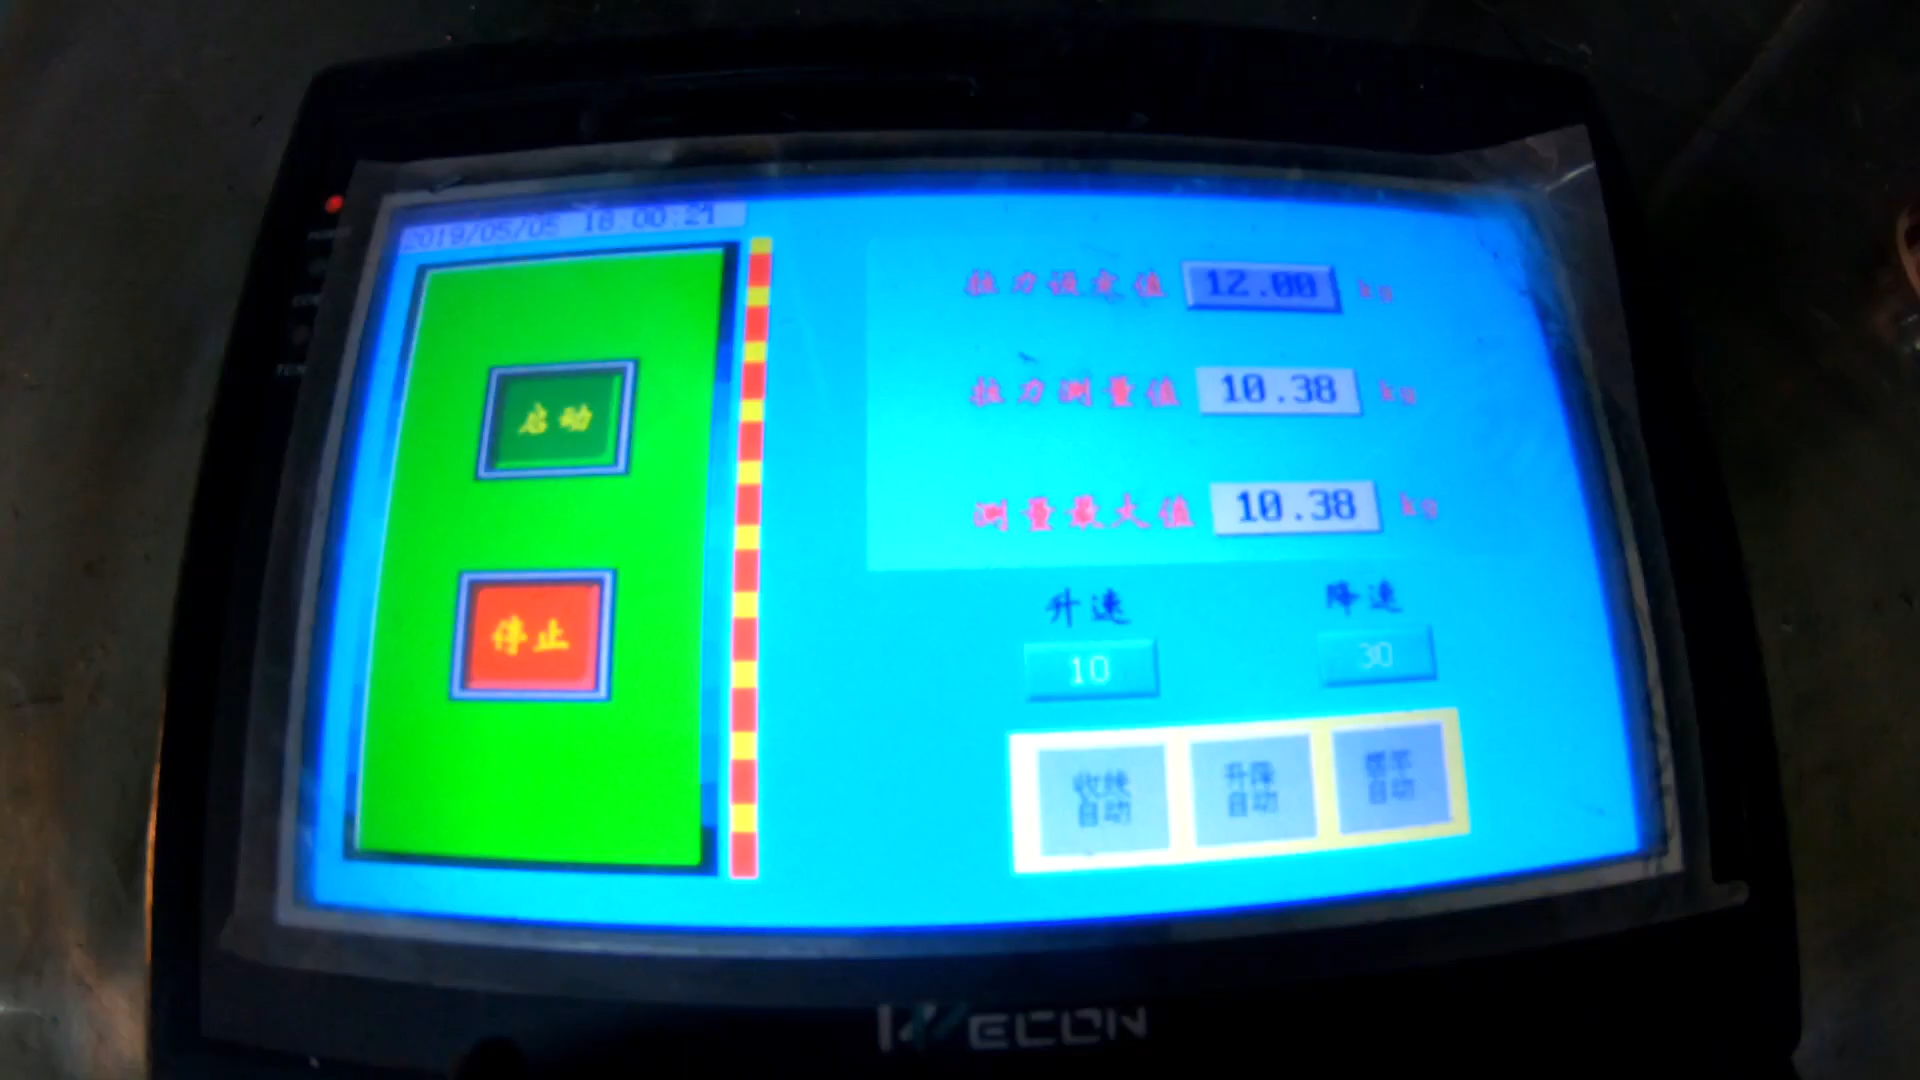 2019/05/05 18:00:21
拉力设定值 12.00 kg
拉力测量值 10.38 kg
测量最大值 10.38 kg
启动
停止
升速 降速
10 30
收线 升降
自动 自动 自动
WECON